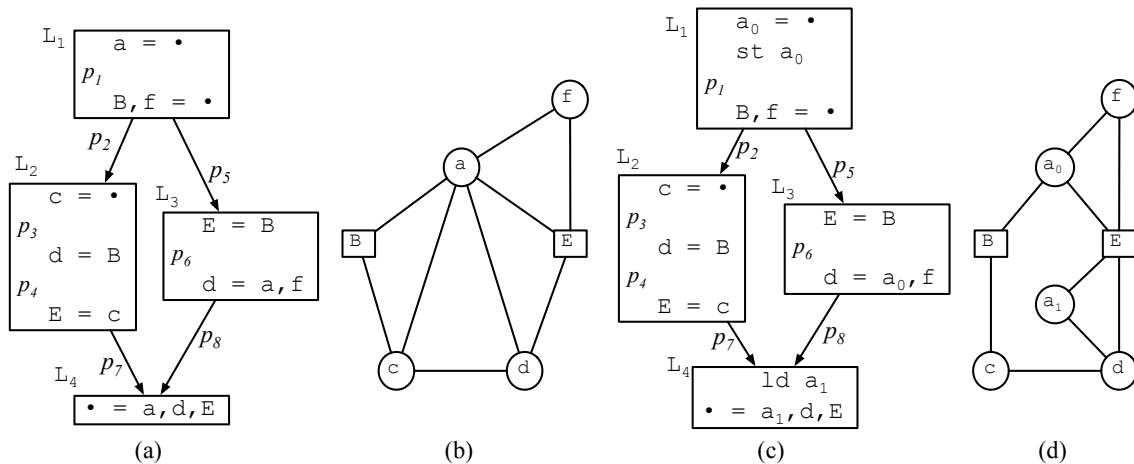 L1
a = •
p1
B,f = •
p2
p5
L2
c = •
p3
d = B
p4
E = c
L3
E = B
p6
d = a,f
p7
p8
L4
• = a,d,E
(a)
f
a
B
E
c
d
(b)
L1
a0 = •
st a0
p1
B,f = •
p2
p5
L2
c = •
p3
d = B
p4
E = c
L3
E = B
p6
d = a0,f
p7
p8
L4
ld a1
• = a1,d,E
(c)
f
a0
B
E
a1
c
d
(d)